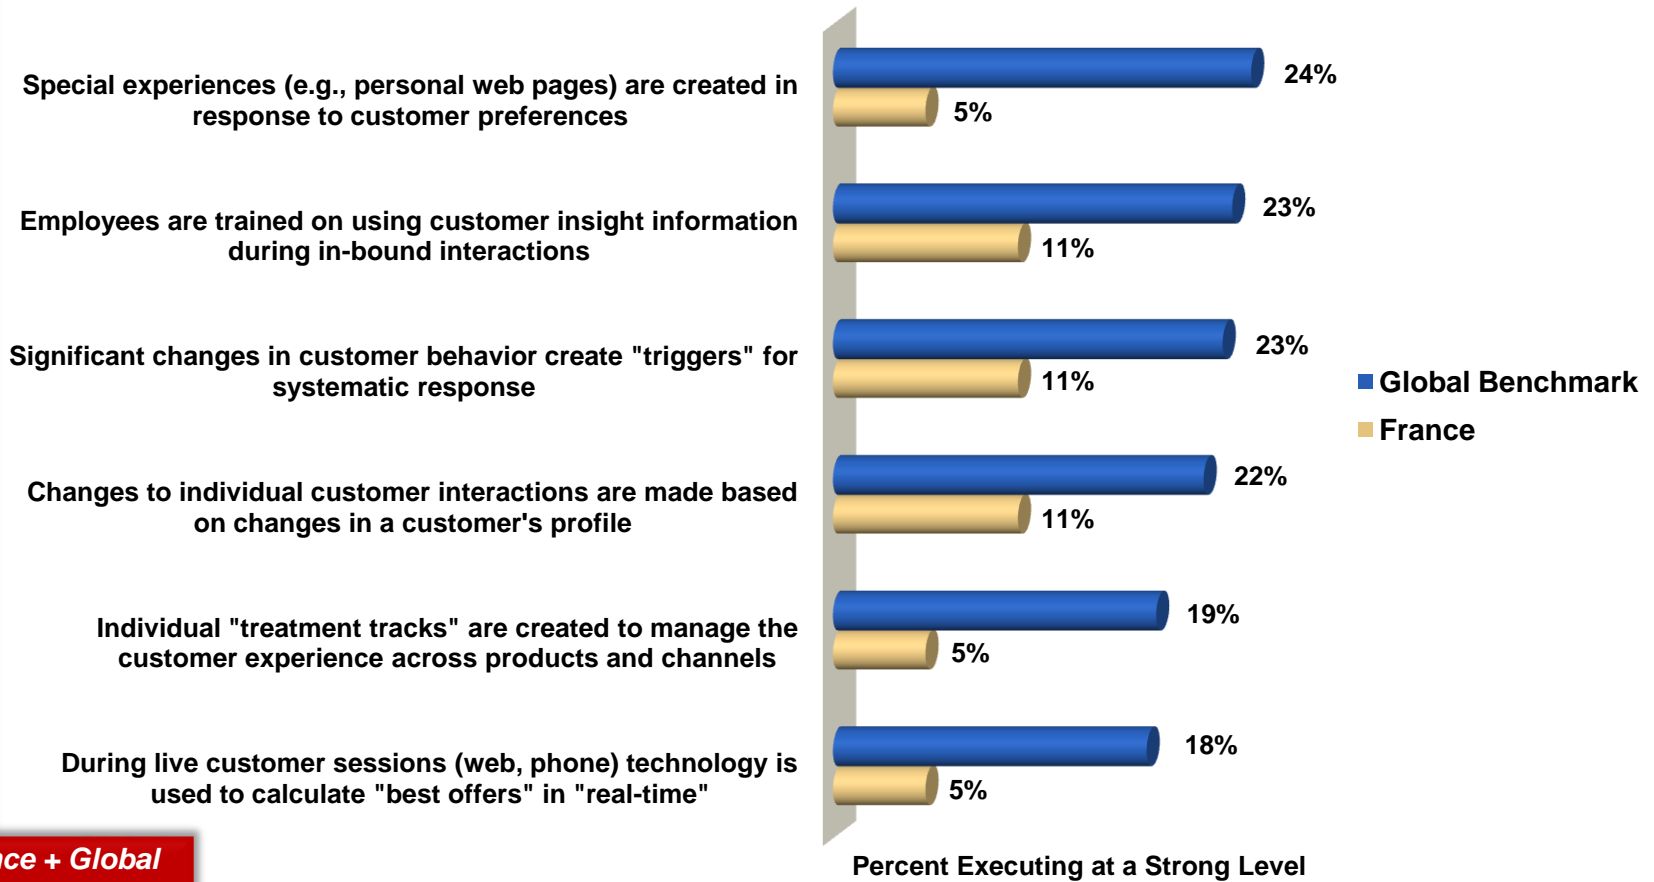 Special experiences (e.g., personal web pages) are created in
response to customer preferences
24%
5%
Employees are trained on using customer insight information
during in-bound interactions
23%
11%
Significant changes in customer behavior create "triggers" for
systematic response
23%
11%
Changes to individual customer interactions are made based
on changes in a customer's profile
22%
11%
Individual "treatment tracks" are created to manage the
customer experience across products and channels
19%
5%
During live customer sessions (web, phone) technology is
used to calculate "best offers" in "real-time"
18%
5%
Global Benchmark
France
+ Global
Percent Executing at a Strong Level